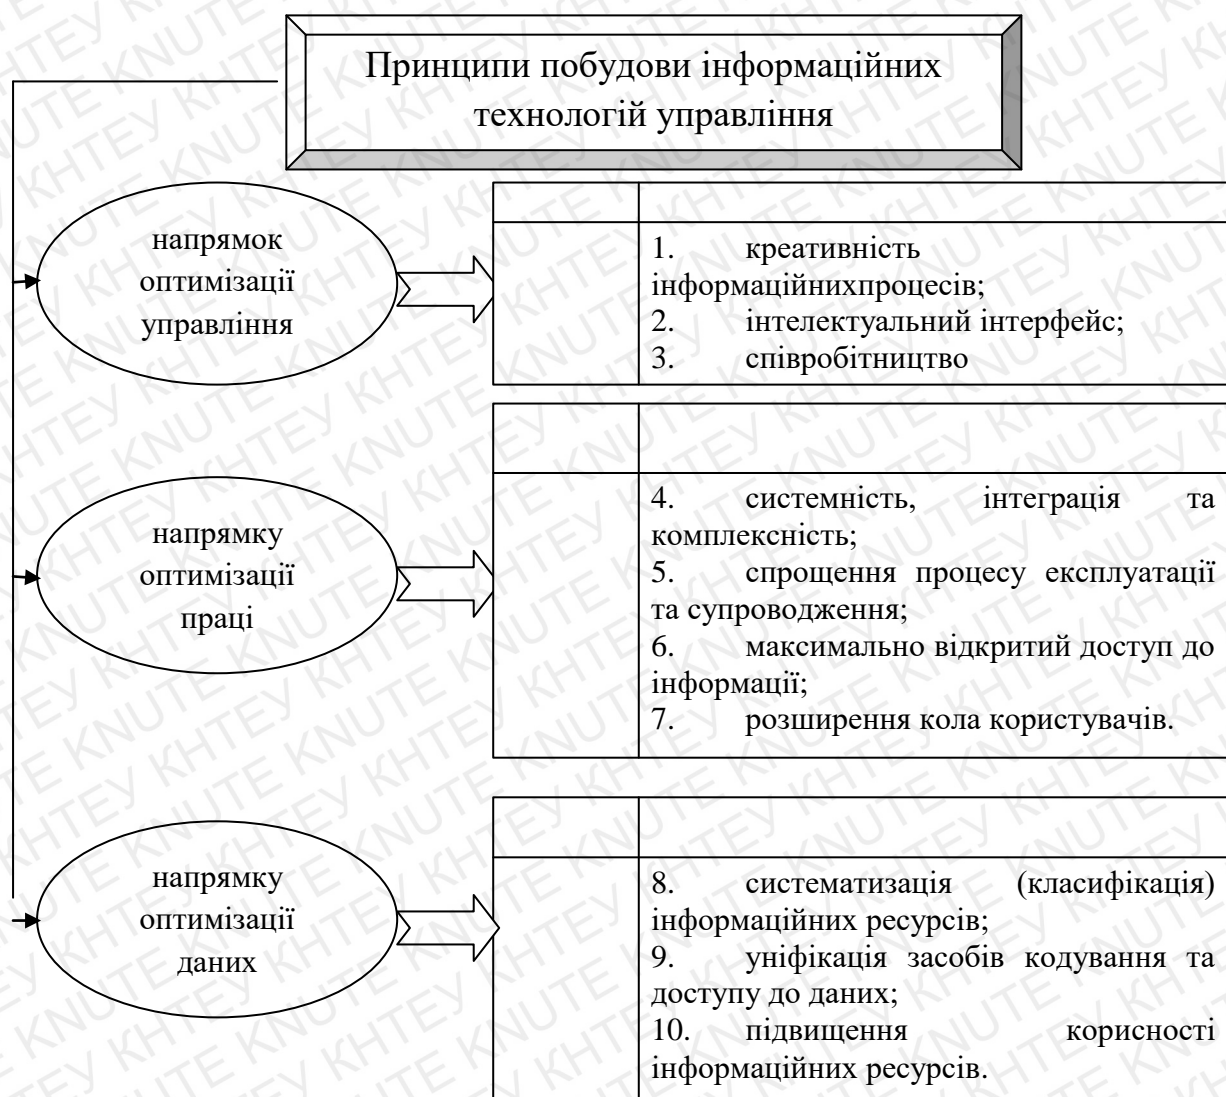 Принципи побудови інформаційних
технологій управління
напрямок
оптимізації
управління
1. креативність
інформаційнихпроцесів;
2. інтелектуальний інтерфейс;
3. співробітництво
напрямку
оптимізації
праці
4. системність, інтеграція та
комплексність;
5. спрощення процесу експлуатації
та супроводження;
6. максимально відкритий доступ до
інформації;
7. розширення кола користувачів.
напрямку
оптимізації
даних
8. систематизація (класифікація)
інформаційних ресурсів;
9. уніфікація засобів кодування та
доступу до даних;
10. підвищення корисності
інформаційних ресурсів.